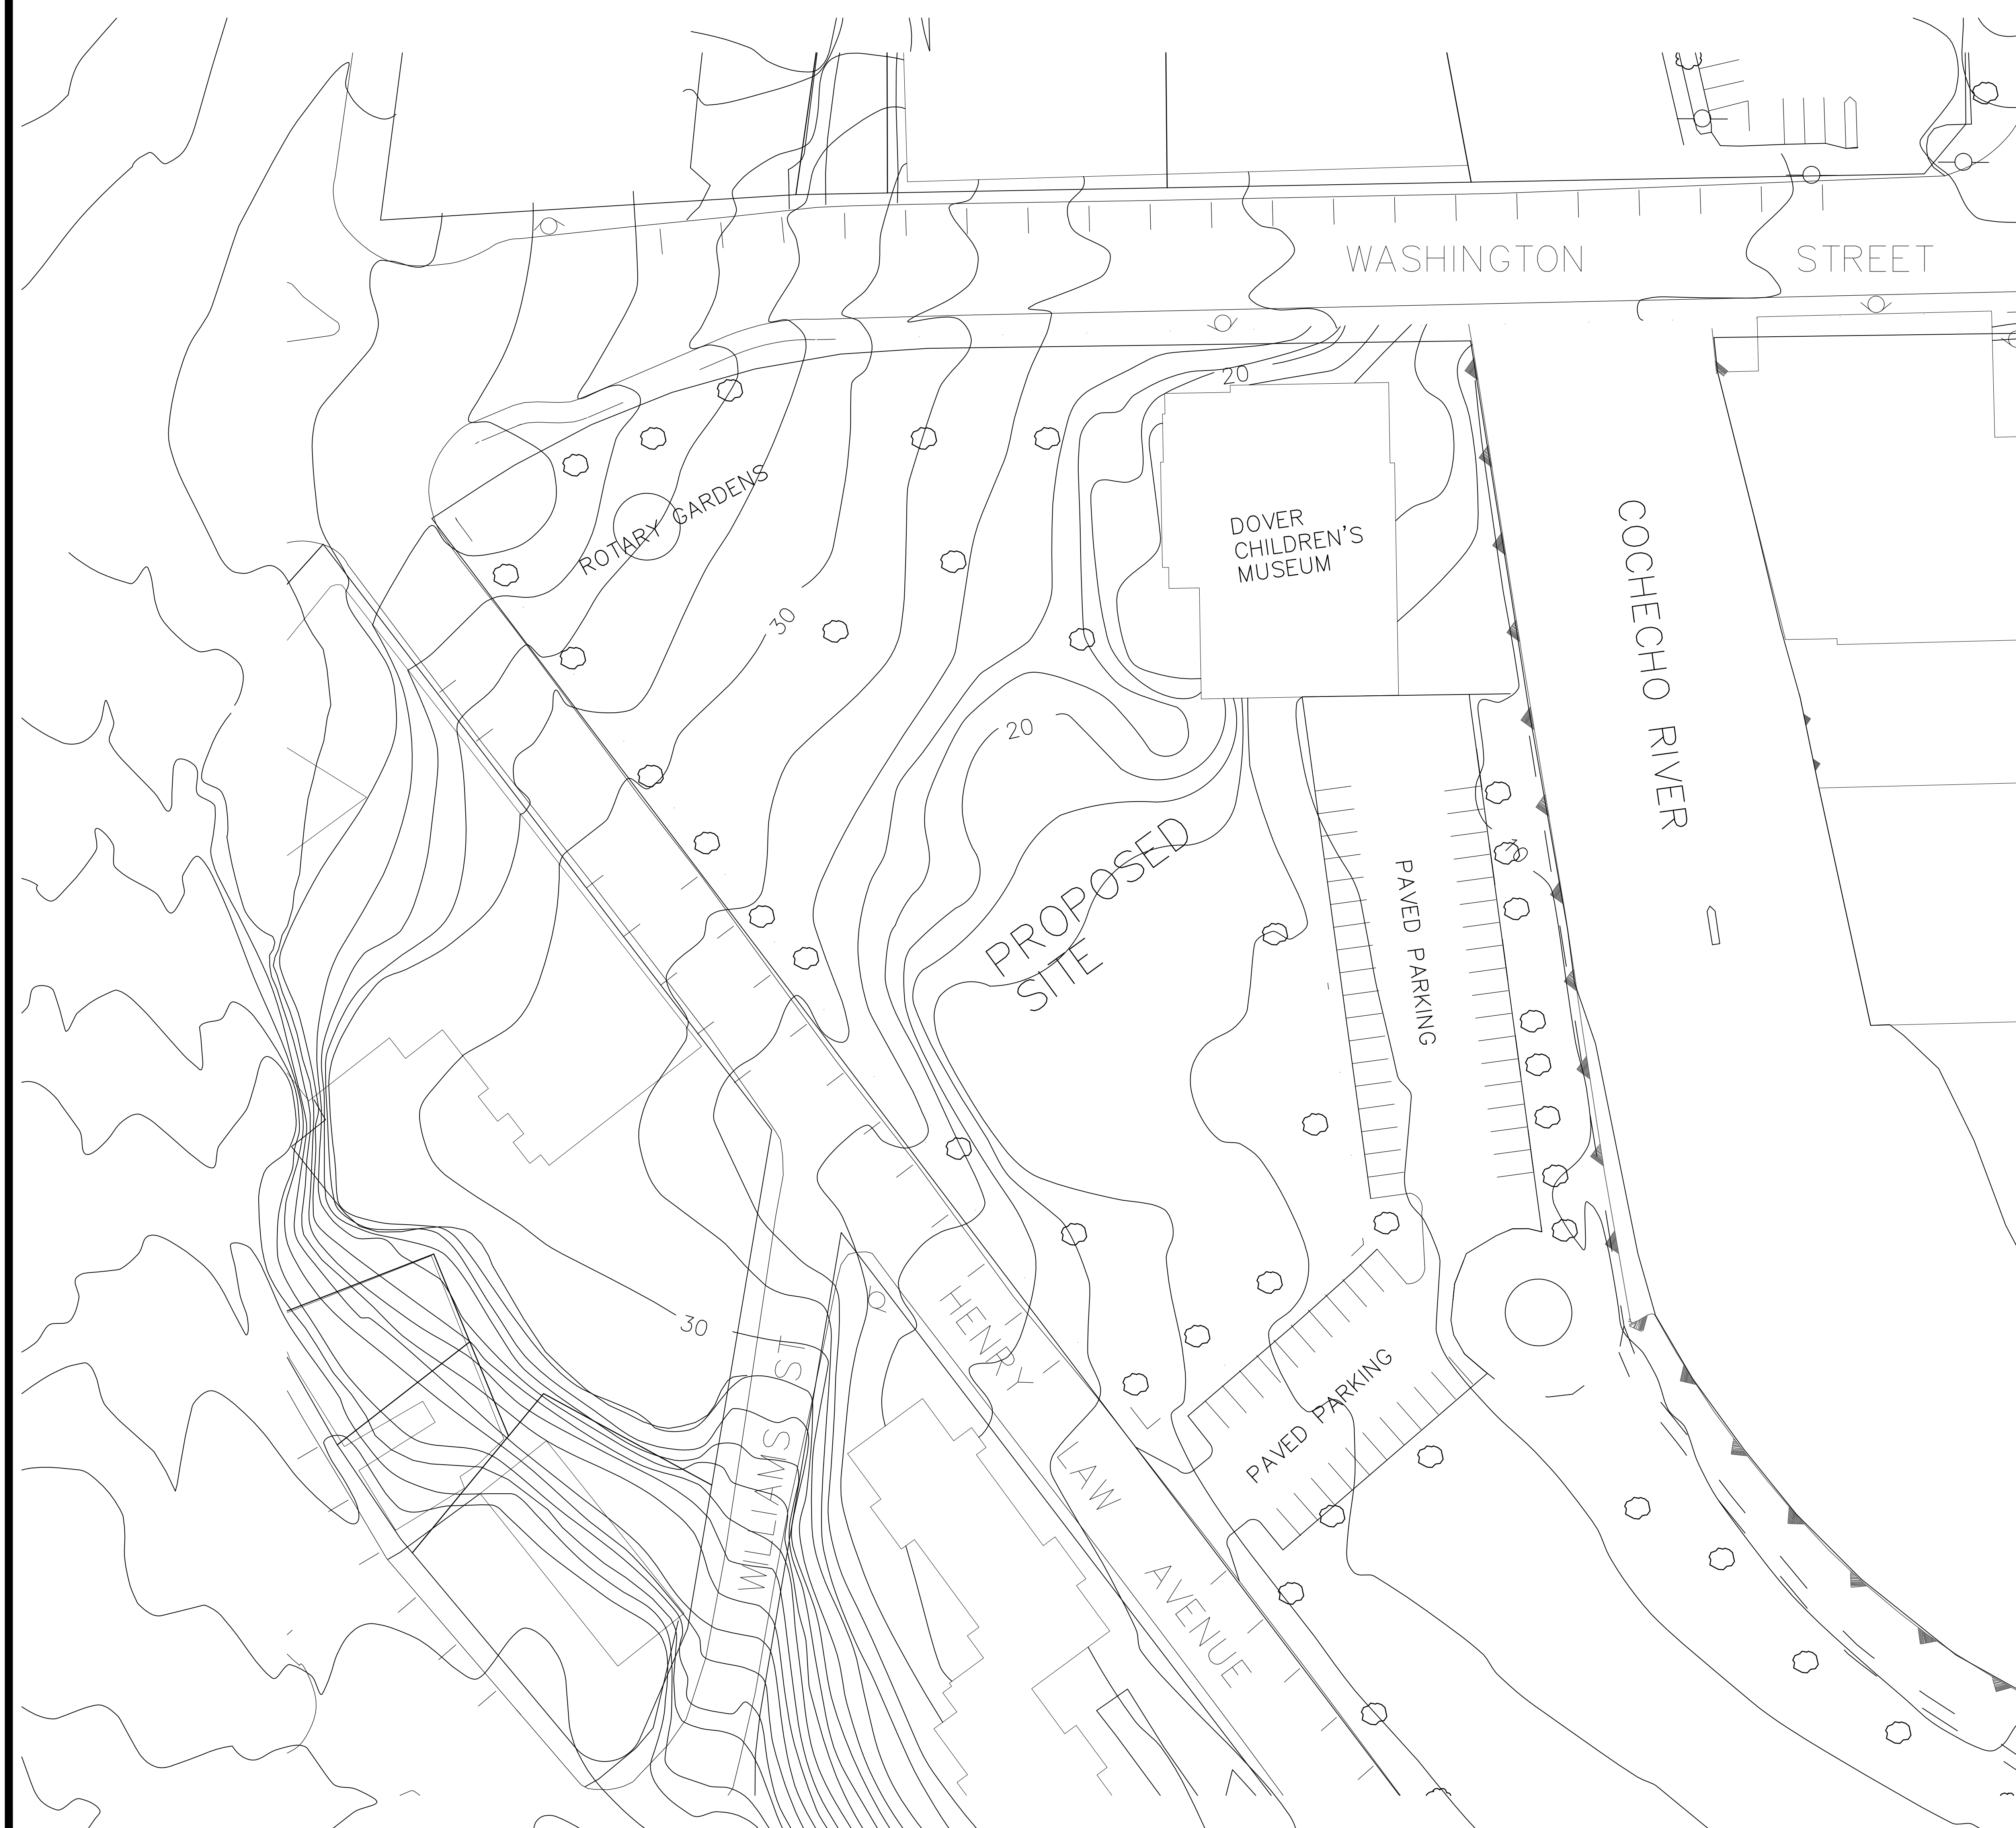 WASHINGTON STREET
20
ROTARY GARDENS
DOVER
CHILDREN'S
MUSEUM
COCHECHO RIVER
30
20
PROPOSED
SITE
PAVED PARKING
10
30
HENRY
LAW
AVENUE
WILLIAMS ST
PAVED PARKING